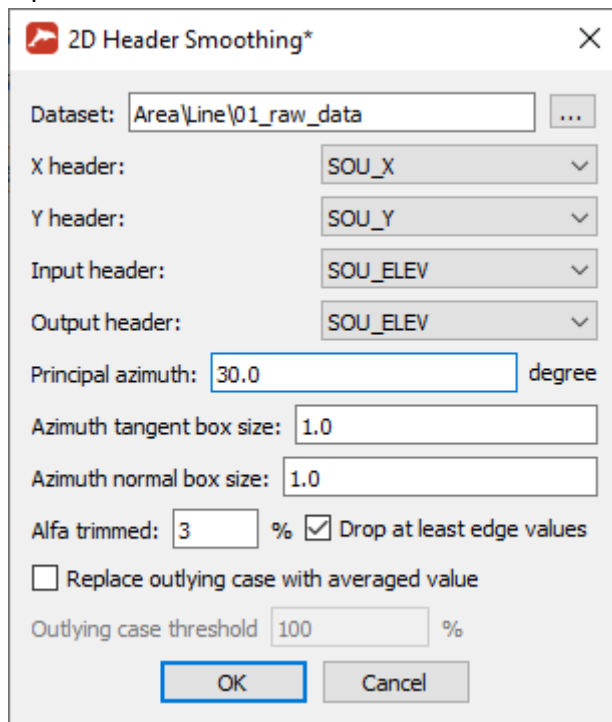 2D Header Smoothing*
Dataset: Area\Line\01_raw_data ...
X header: SOU_X
Y header: SOU_Y
Input header: SOU_ELEV
Output header: SOU_ELEV
Principal azimuth: 30.0 degree
Azimuth tangent box size: 1.0
Azimuth normal box size: 1.0
Alfa trimmed: 3 % Drop at least edge values
Replace outlying case with averaged value
Outlying case threshold 100 %
OK Cancel